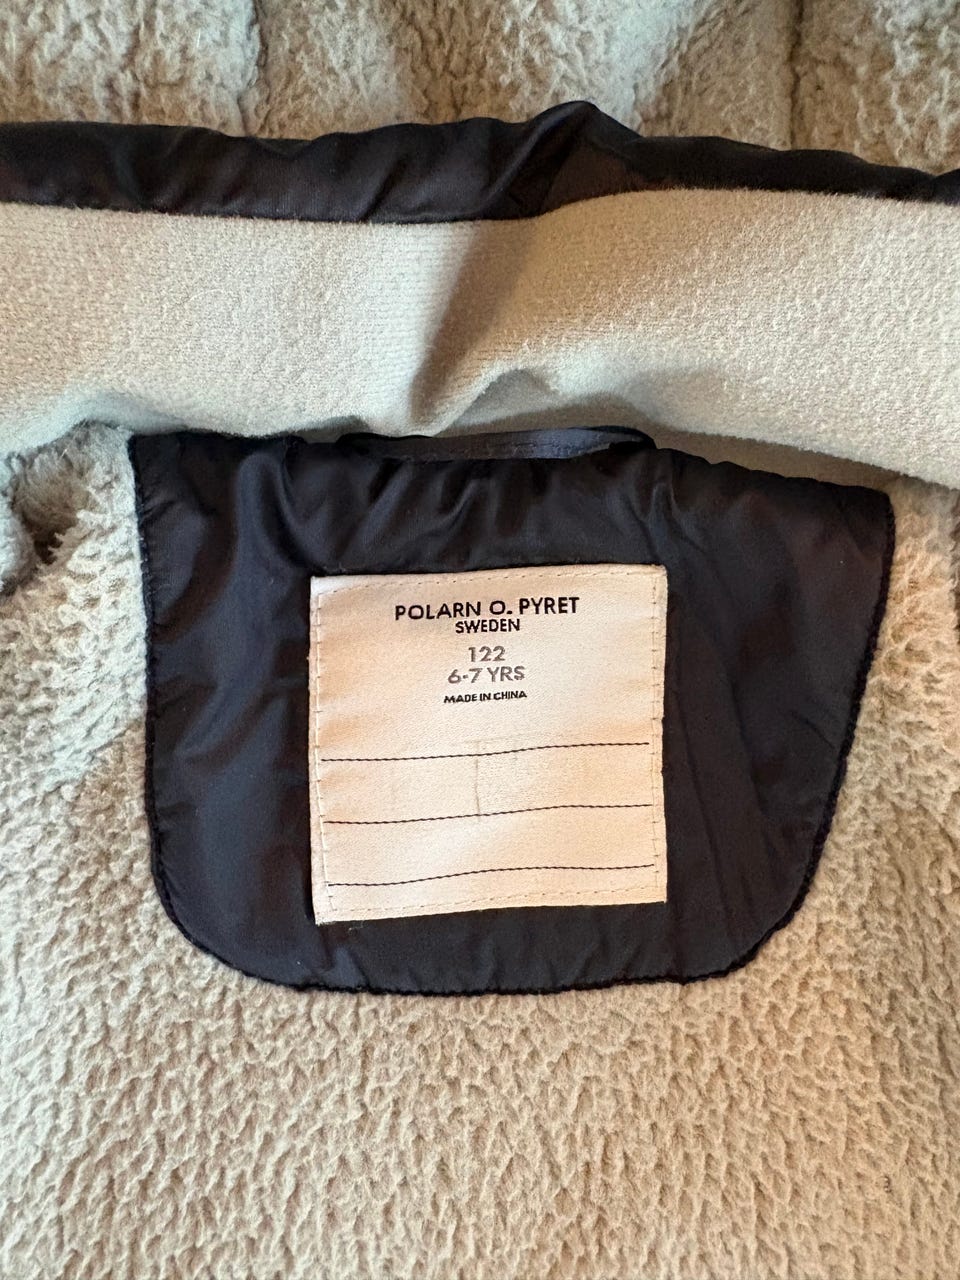 POLARN O. PYRET
SWEDEN
122
6-7 YRS
MADE IN CHINA